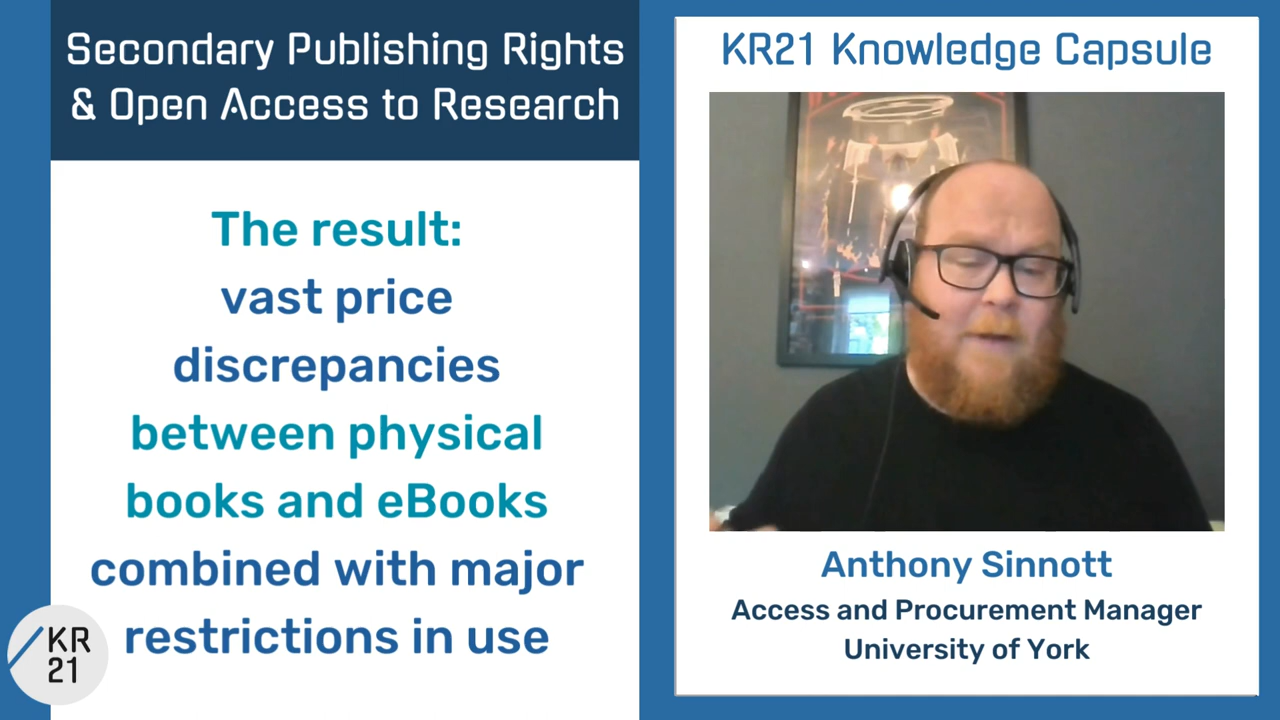 Secondary Publishing Rights
& Open Access to Research
The result:
vast price
discrepancies
between physical
books and eBooks
combined with major
restrictions in use
KR
21
KR21 Knowledge Capsule
Anthony Sinnott
Access and Procurement Manager
University of York